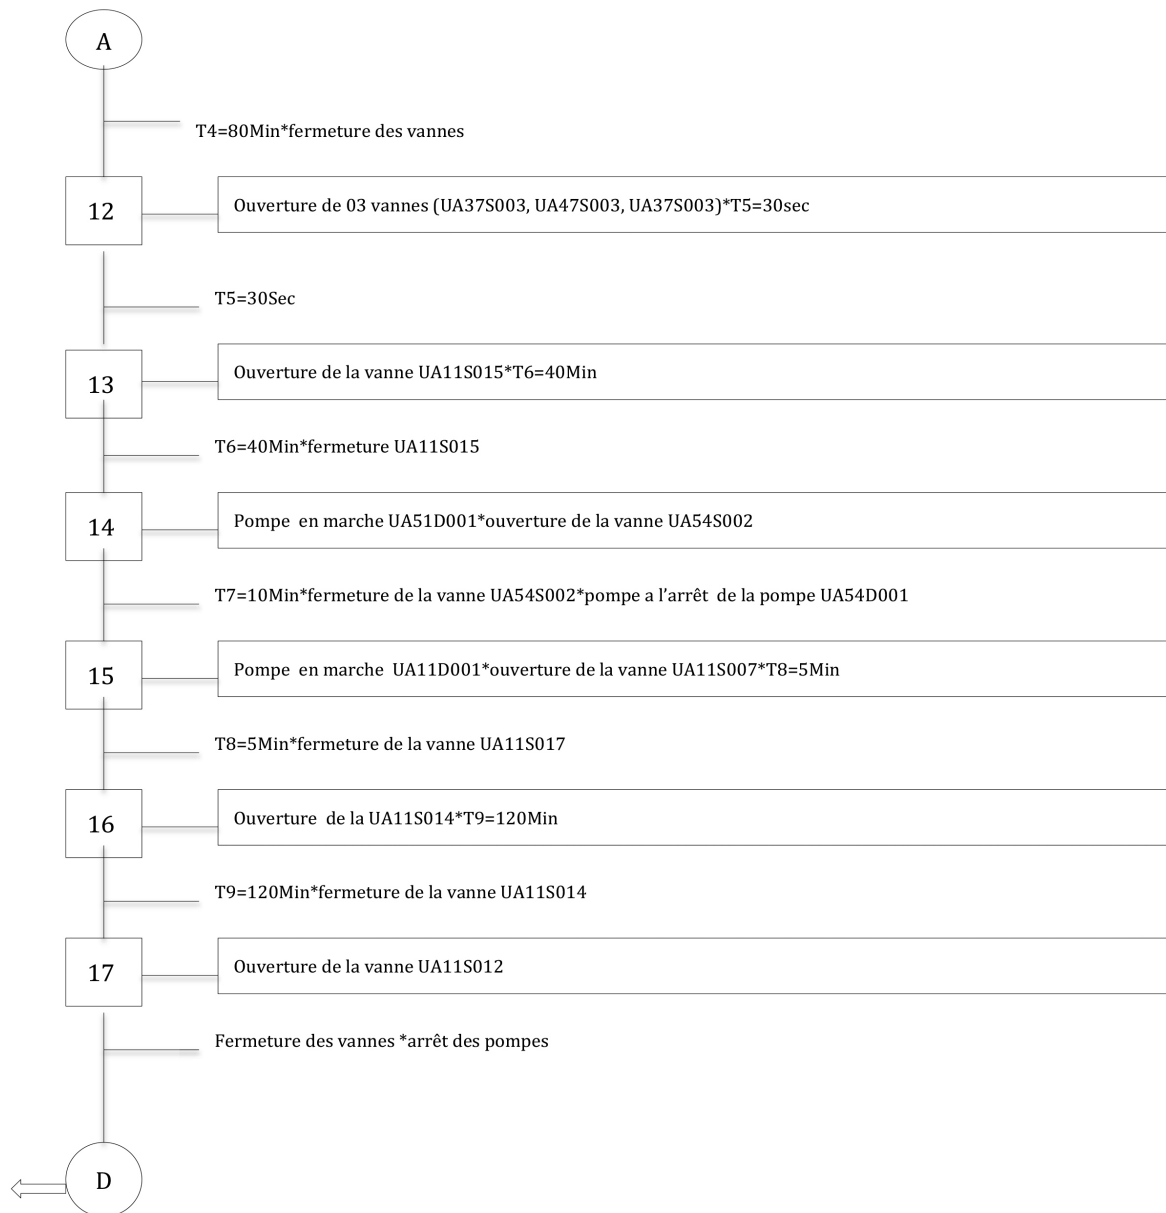 A
T4=80Min*fermeture des vannes
12
Ouverture de 03 vannes (UA37S003, UA47S003, UA37S003)*T5=30sec
T5=30Sec
13
Ouverture de la vanne UA11S015*T6=40Min
T6=40Min*fermeture UA11S015
14
Pompe  en marche UA51D001*ouverture de la vanne UA54S002
T7=10Min*fermeture de la vanne UA54S002*pompe a l’arrêt  de la pompe UA54D001
15
Pompe  en marche  UA11D001*ouverture de la vanne UA11S007*T8=5Min
T8=5Min*fermeture de la vanne UA11S017
16
Ouverture  de la UA11S014*T9=120Min
T9=120Min*fermeture de la vanne UA11S014
17
Ouverture de la vanne UA11S012
Fermeture des vannes *arrêt des pompes
D